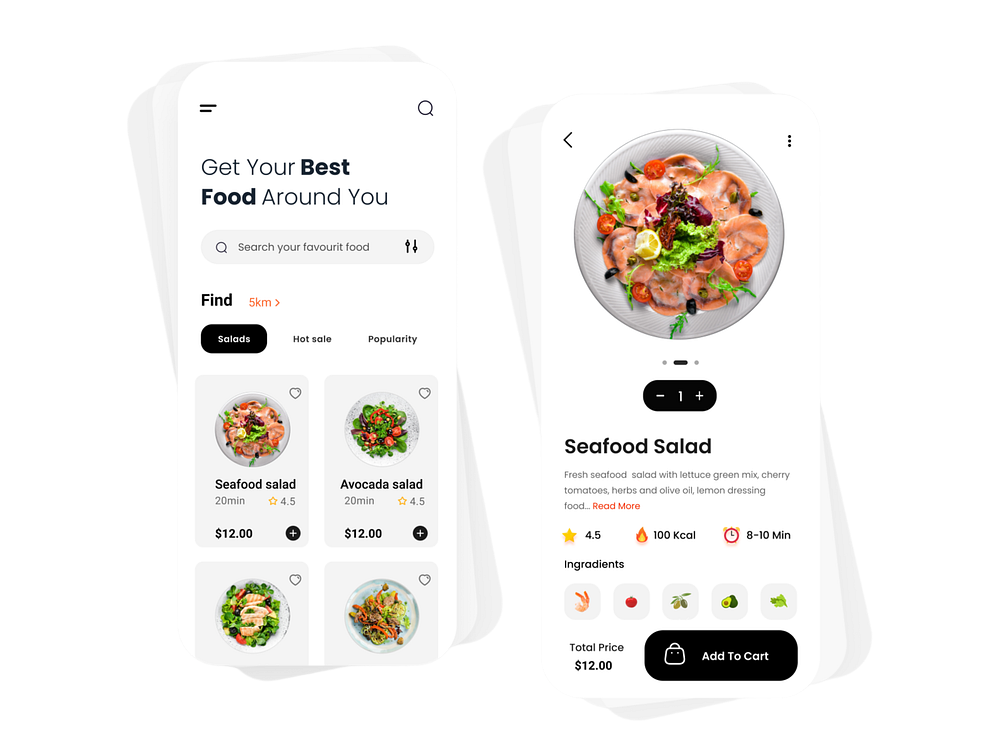 Get Your Best
Food Around You
Search your favourit food
Find 5km >
Salads Hot sale Popularity
Seafood salad
20min 4.5
$12.00
Avocada salad
20min 4.5
$12.00
1
Seafood Salad
Fresh seafood salad with lettuce green mix, cherry
tomatoes, herbs and olive oil, lemon dressing
food... Read More
4.5 100 Kcal 8-10 Min
Ingradients
Total Price
$12.00
Add To Cart